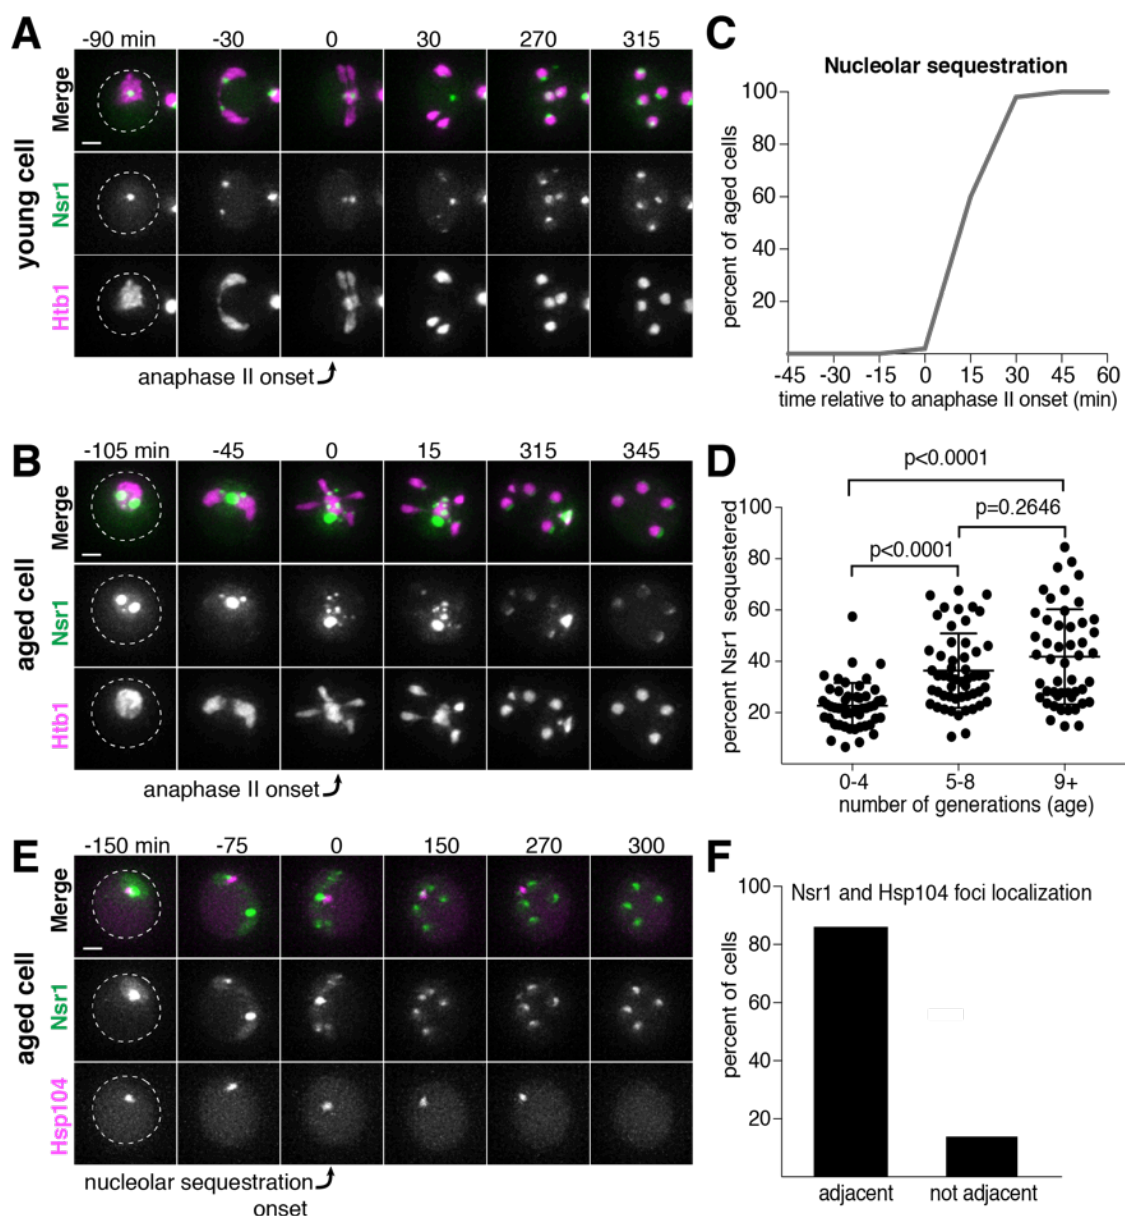 A
-90 min -30 0 30 270 315
young cell
Merge
Nsr1
Htb1
anaphase II onset
C
Nucleolar sequestration
percent of aged cells
100
80
60
40
20
-45 -30 -15 0 15 30 45 60
time relative to anaphase II onset (min)
B
-105 min -45 0 15 315 345
aged cell
Merge
Nsr1
Htb1
anaphase II onset
D
p<0.0001
p=0.2646
p<0.0001
percent Nsr1 sequestered
100
80
60
40
20
0-4 5-8 9+
number of generations (age)
E
-150 min -75 0 150 270 300
aged cell
Merge
Nsr1
Hsp104
nucleolar sequestration
onset
F
Nsr1 and Hsp104 foci localization
percent of cells
100
80
60
40
20
adjacent not adjacent